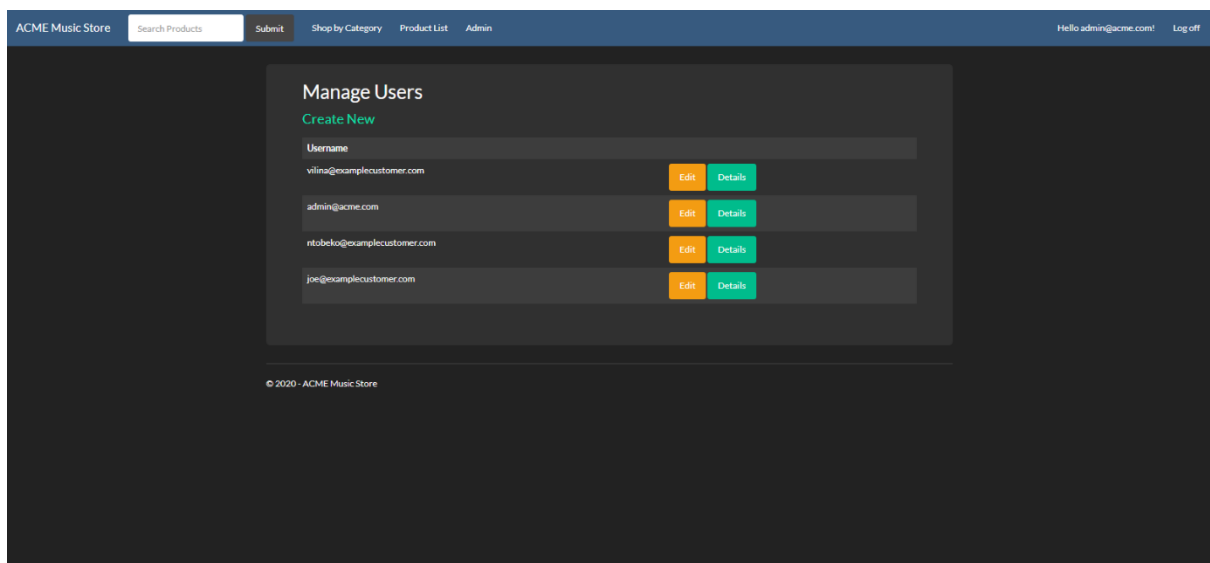 ACME Music Store Search Products Submit Shop by Category Product List Admin Hello admin@acme.com! Log off
Manage Users
Create New
Username
vilina@examplecustomer.com Edit Details
admin@acme.com Edit Details
ntobeko@examplecustomer.com Edit Details
joe@examplecustomer.com Edit Details
© 2020 - ACME Music Store